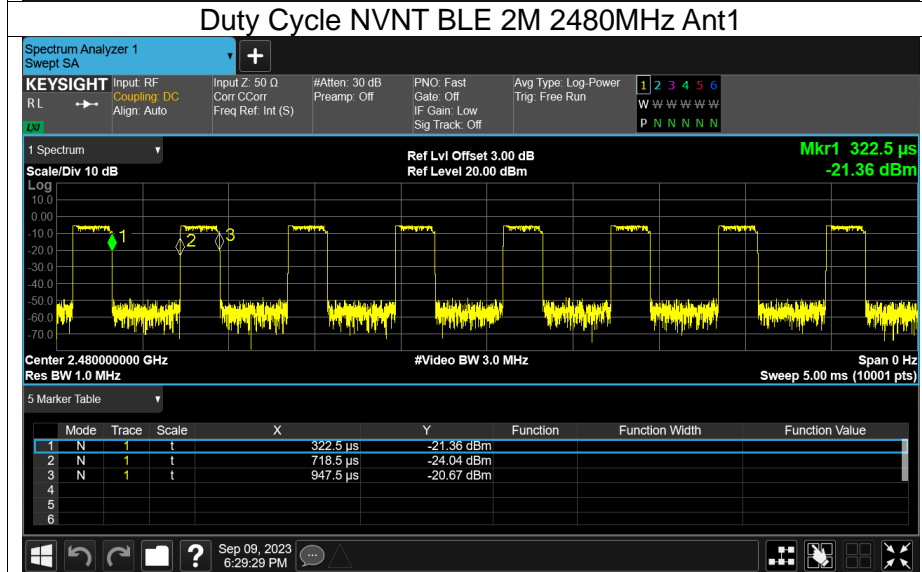 Duty Cycle NVNT BLE 2M 2480MHz Ant1
Spectrum Analyzer 1
Swept SA
+
KEYSIGHT Input: RF Input Z: 50 Ω #Atten: 30 dB PNO: Fast Avg Type: Log-Power 1 2 3 4 5 6
R L Coupling: DC Corr CCorr Preamp: Off Gate: Off Trig: Free Run W W W W W W
Align: Auto Freq Ref: Int (S) IF Gain: Low P N N N N N
LXI Sig Track: Off
1 Spectrum Ref Lvl Offset 3.00 dB Mkr1 322.5 µs
Scale/Div 10 dB Ref Level 20.00 dBm -21.36 dBm
Log
10.0
0.00
-10.0
1 2 3
-20.0
-30.0
-40.0
-50.0
-60.0
-70.0
Center 2.480000000 GHz #Video BW 3.0 MHz Span 0 Hz
Res BW 1.0 MHz Sweep 5.00 ms (10001 pts)
5 Marker Table
Mode Trace Scale X Y Function Function Width Function Value
1 N 1 t 322.5 µs -21.36 dBm
2 N 1 t 718.5 µs -24.04 dBm
3 N 1 t 947.5 µs -20.67 dBm
4
5
6
? Sep 09, 2023
6:29:29 PM